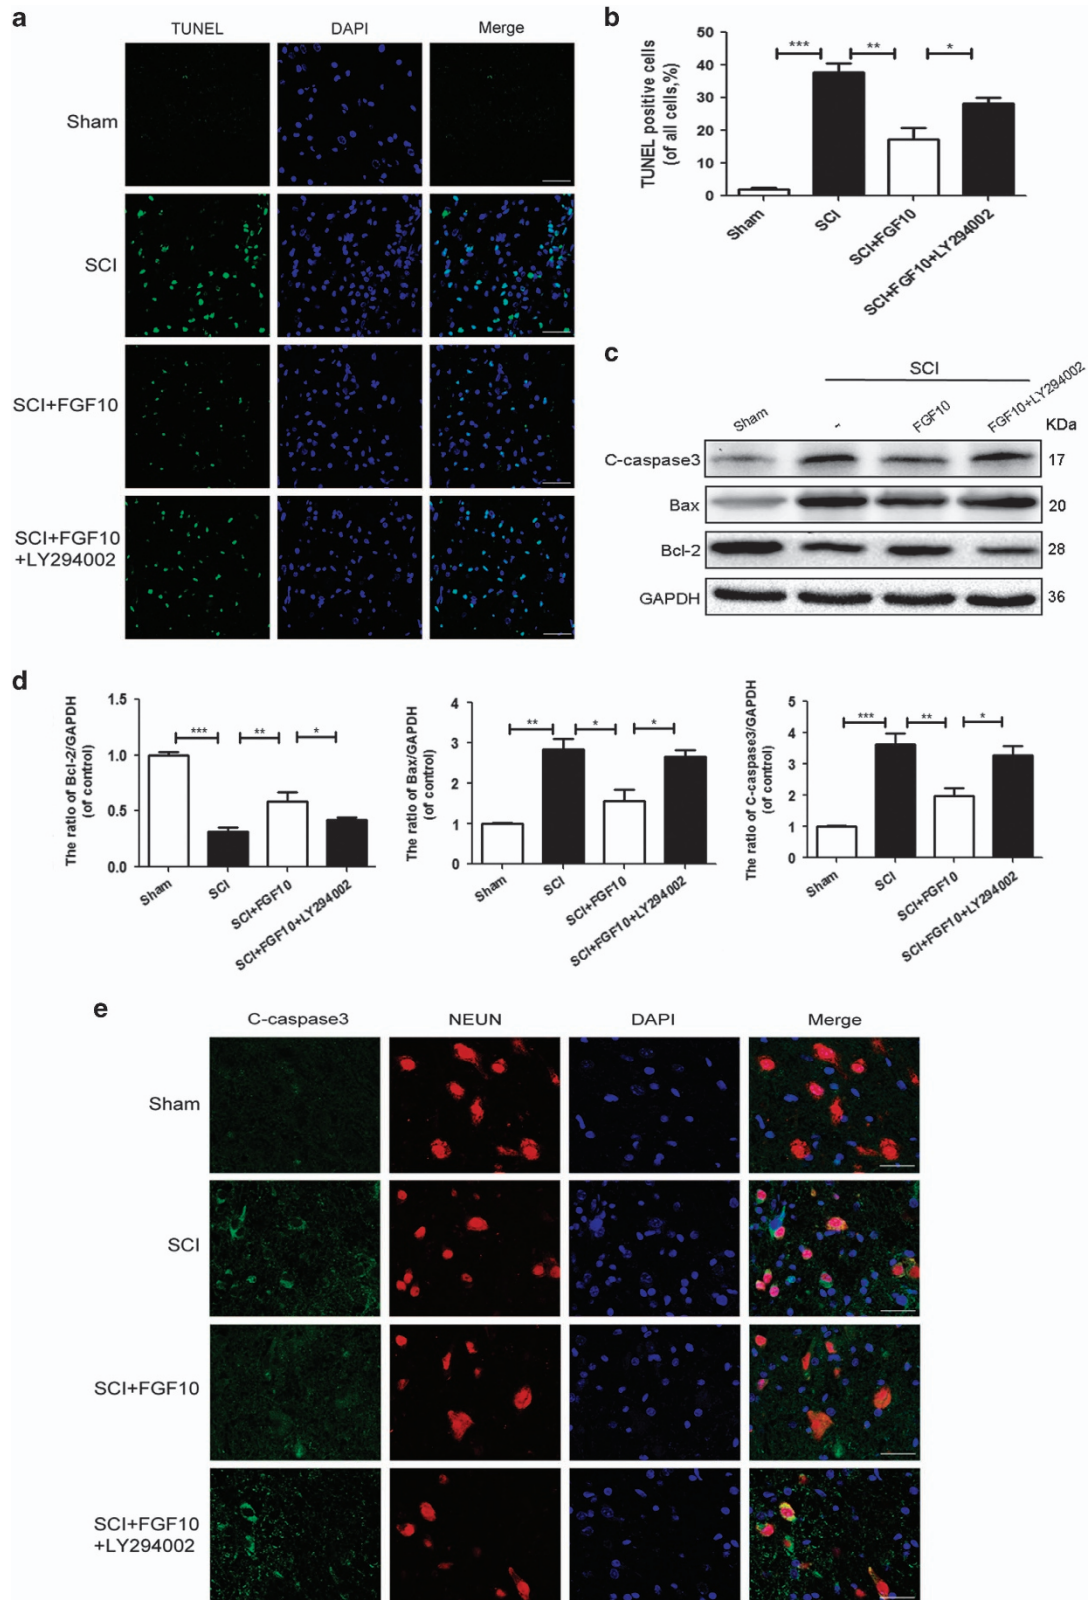 a
TUNEL DAPI Merge
Sham
SCI
SCI+FGF10
SCI+FGF10
+LY294002
b
TUNEL positive cells
(of all cells,%)
50
40
30
20
10
0
*** ** *
Sham
SCI
SCI+FGF10
SCI+FGF10+LY294002
c
SCI
Sham - FGF10 FGF10+LY294002
KDa
C-caspase3 17
Bax 20
Bcl-2 28
GAPDH 36
d
The ratio of Bcl-2/GAPDH
(of control)
1.5
1.0
0.5
0.0
*** ** *
Sham
SCI
SCI+FGF10
SCI+FGF10+LY294002
The ratio of Bax/GAPDH
(of control)
4
3
2
1
0
** * *
Sham
SCI
SCI+FGF10
SCI+FGF10+LY294002
The ratio of C-caspase3/GAPDH
(of control)
5
4
3
2
1
0
*** ** *
Sham
SCI
SCI+FGF10
SCI+FGF10+LY294002
e
C-caspase3 NEUN DAPI Merge
Sham
SCI
SCI+FGF10
SCI+FGF10
+LY294002